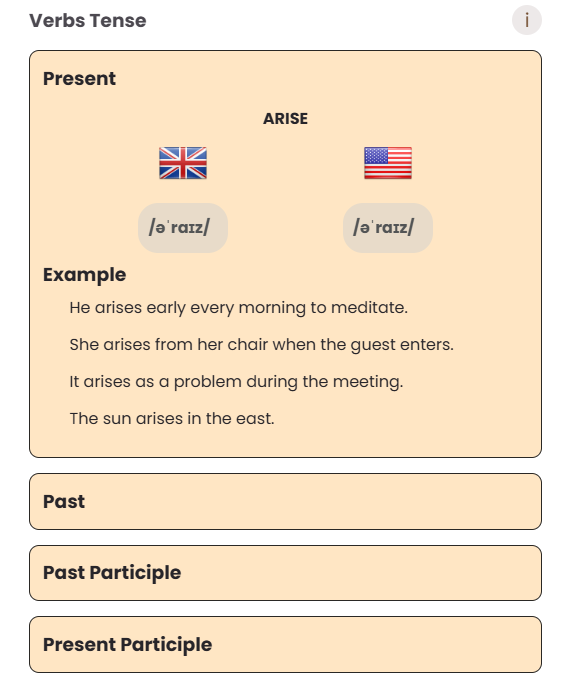 Verbs Tense
i
Present
ARISE
/əˈraɪz/ /əˈraɪz/
Example
He arises early every morning to meditate.
She arises from her chair when the guest enters.
It arises as a problem during the meeting.
The sun arises in the east.
Past
Past Participle
Present Participle